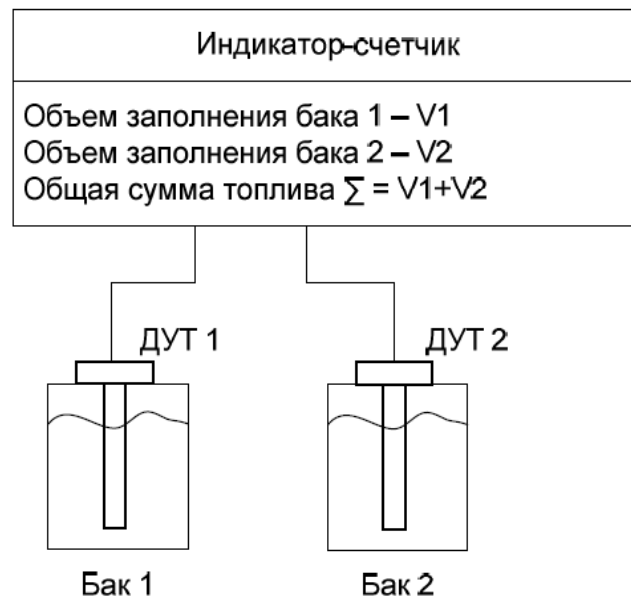 Индикатор-счетчик
Объем заполнения бака 1 – V1
Объем заполнения бака 2 – V2
Общая сумма топлива ∑ = V1+V2
ДУТ 1
ДУТ 2
Бак 1
Бак 2